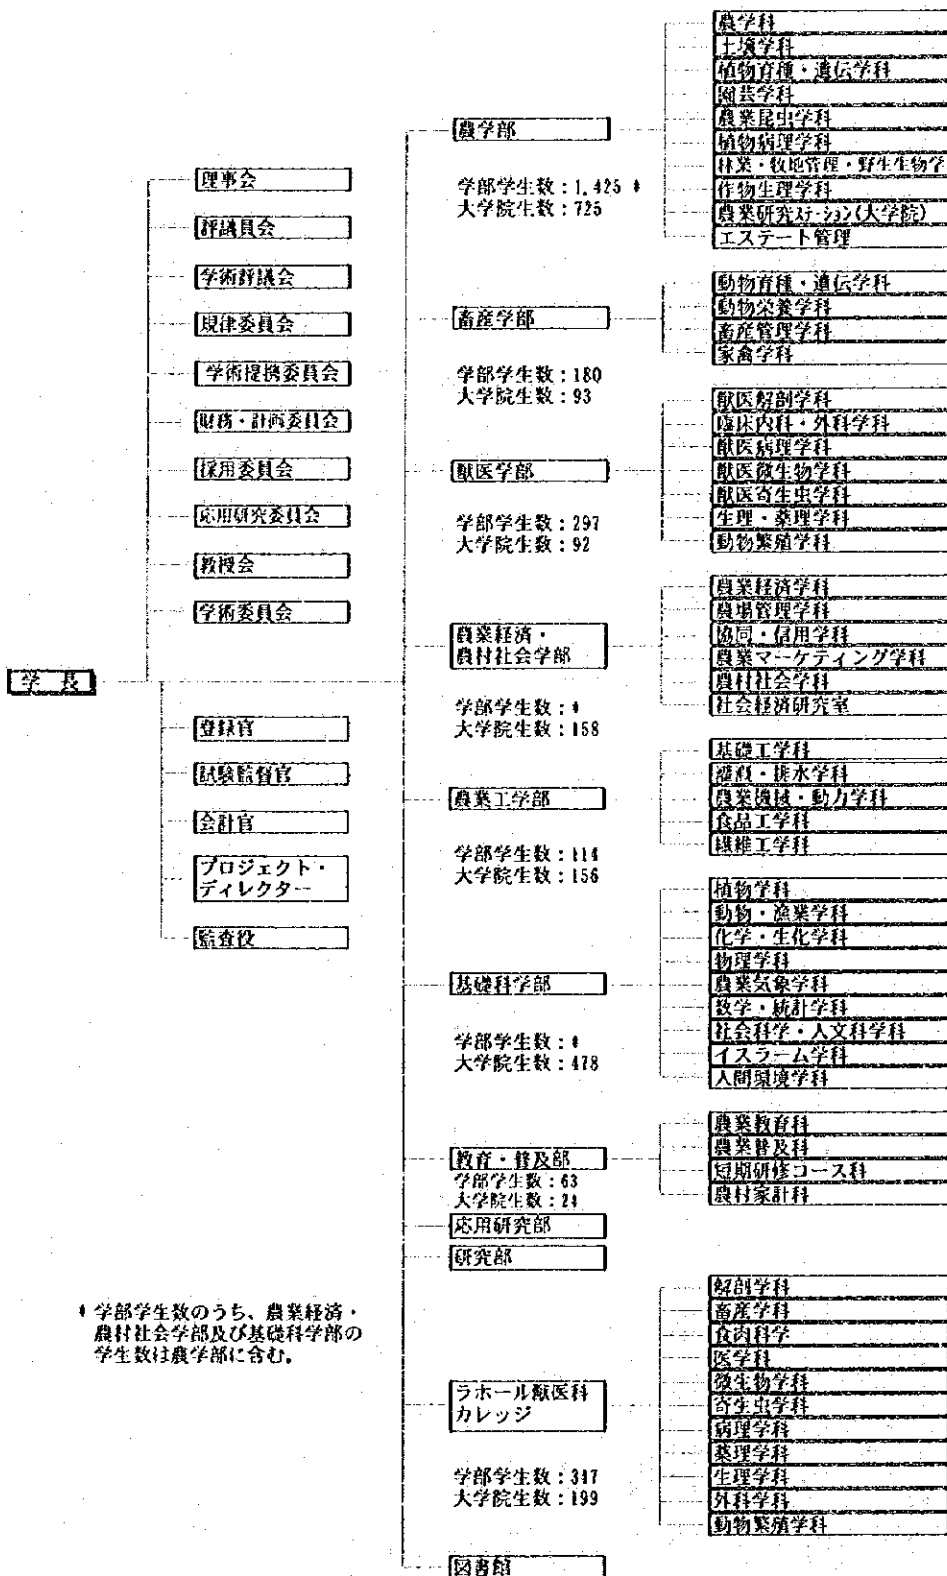 学 長
理事会
評議員会
学術評議会
規律委員会
学術提携委員会
財務・計画委員会
採用委員会
応用研究委員会
教授会
学術委員会
登録官
試験監督官
会計官
プロジェクト・
ディレクター
監査役
農学部
学部学生数:1,425 *
大学院生数:725
農学科
土壌学科
植物育種・遺伝学科
園芸学科
農業昆虫学科
植物病理学科
林業・牧地管理・野生生物学
作物生理学科
農業研究ステーション(大学院)
エステート管理
畜産学部
学部学生数:180
大学院生数:93
動物育種・遺伝学科
動物栄養学科
畜産管理学科
家禽学科
獣医学部
学部学生数:297
大学院生数:92
獣医解剖学科
臨床内科・外科学科
獣医病理学科
獣医微生物学科
獣医寄生虫学科
生理・薬理学科
動物繁殖学科
農業経済・
農村社会学部
学部学生数:*
大学院生数:158
農業経済学科
農場管理学科
協同・信用学科
農業マーケティング学科
農村社会学科
社会経済研究室
農業工学部
学部学生数:114
大学院生数:156
基礎工学科
灌漑・排水学科
農業機械・動力学科
食品工学科
繊維工学科
基礎科学部
学部学生数:*
大学院生数:478
植物学科
動物・漁業学科
化学・生化学科
物理学科
農業気象学科
数学・統計学科
社会科学・人文科学科
イスラーム学科
人間環境学科
教育・普及部
学部学生数:63
大学院生数:24
農業教育科
農業普及科
短期研修コース科
農村家計科
応用研究部
研究部
* 学部学生数のうち、農業経済・
農村社会学部及び基礎科学部の
学生数は農学部に含む。
ラホール獣医科
カレッジ
学部学生数:347
大学院生数:199
解剖学科
畜産学科
食肉科学
医学科
微生物学科
寄生虫学科
病理学科
薬理学科
生理学科
外科学科
動物繁殖学科
図書館